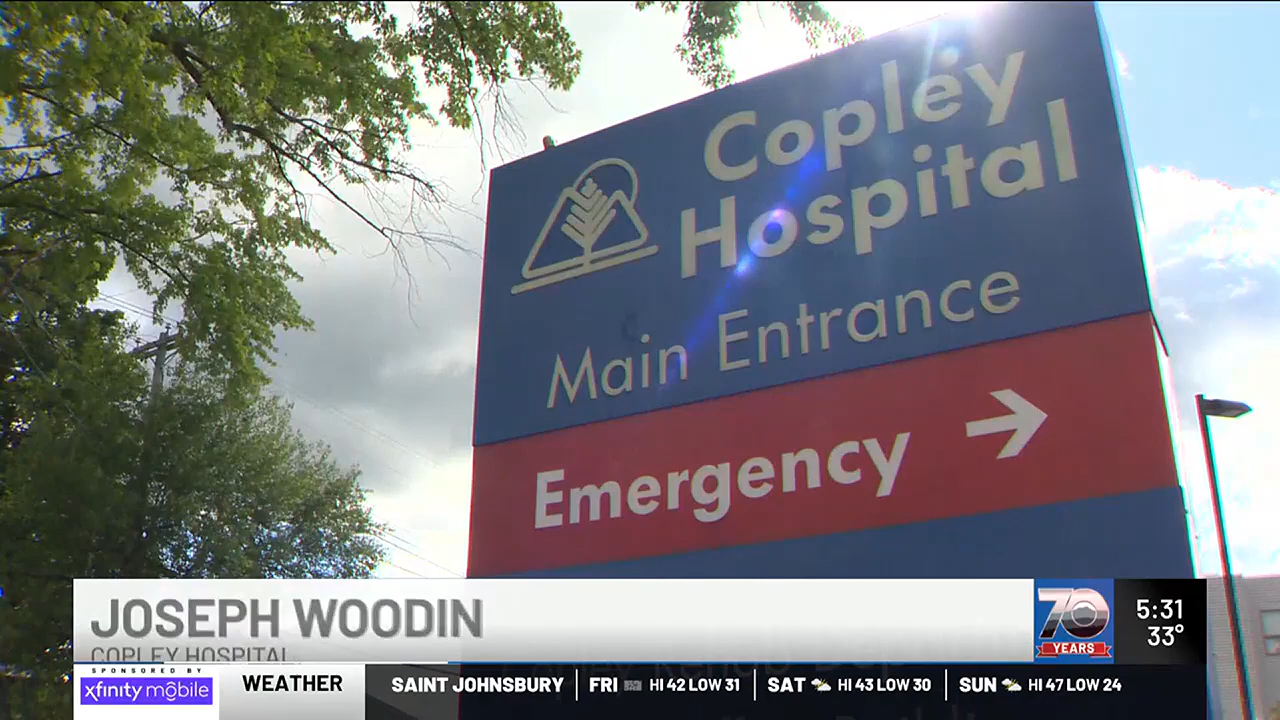 Copley
Hospital
Main Entrance
Emergency
JOSEPH WOODIN
COPLEY HOSPITAL
70
YEARS
5:31
33°
SPONSORED BY
xfinity mobile
WEATHER
SAINT JOHNSBURY
FRI HI 42 LOW 31
SAT HI 43 LOW 30
SUN HI 47 LOW 24